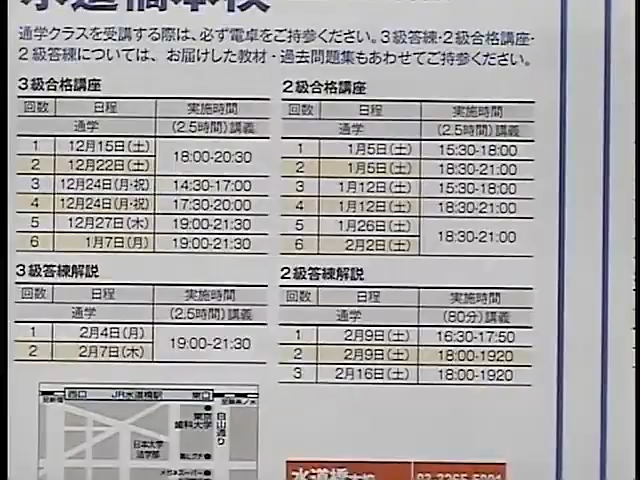 水道橋本校
通学クラスを受講する際は、必ず電卓をご持参ください。3級答練・2級合格講座・
2級答練については、お届けした教材・過去問題集もあわせてご持参ください。
3級合格講座
回数 日程 実施時間
通学 (2.5時間)講義
1 12月15日(土) 18:00-20:30
2 12月22日(土)
3 12月24日(月・祝) 14:30-17:00
4 12月24日(月・祝) 17:30-20:00
5 12月27日(木) 19:00-21:30
6 1月7日(月) 19:00-21:30
2級合格講座
回数 日程 実施時間
通学 (2.5時間)講義
1 1月5日(土) 15:30-18:00
2 1月5日(土) 18:30-21:00
3 1月12日(土) 15:30-18:00
4 1月12日(土) 18:30-21:00
5 1月26日(土) 18:30-21:00
6 2月2日(土)
3級答練解説
回数 日程 実施時間
通学 (2.5時間)講義
1 2月4日(月) 19:00-21:30
2 2月7日(木)
2級答練解説
回数 日程 実施時間
通学 (80分)講義
1 2月9日(土) 16:30-17:50
2 2月9日(土) 18:00-1920
3 2月16日(土) 18:00-1920
西口 JR水道橋駅 東口
東京
歯科大学
白山通り
日本大学
法学部
水道橋本校